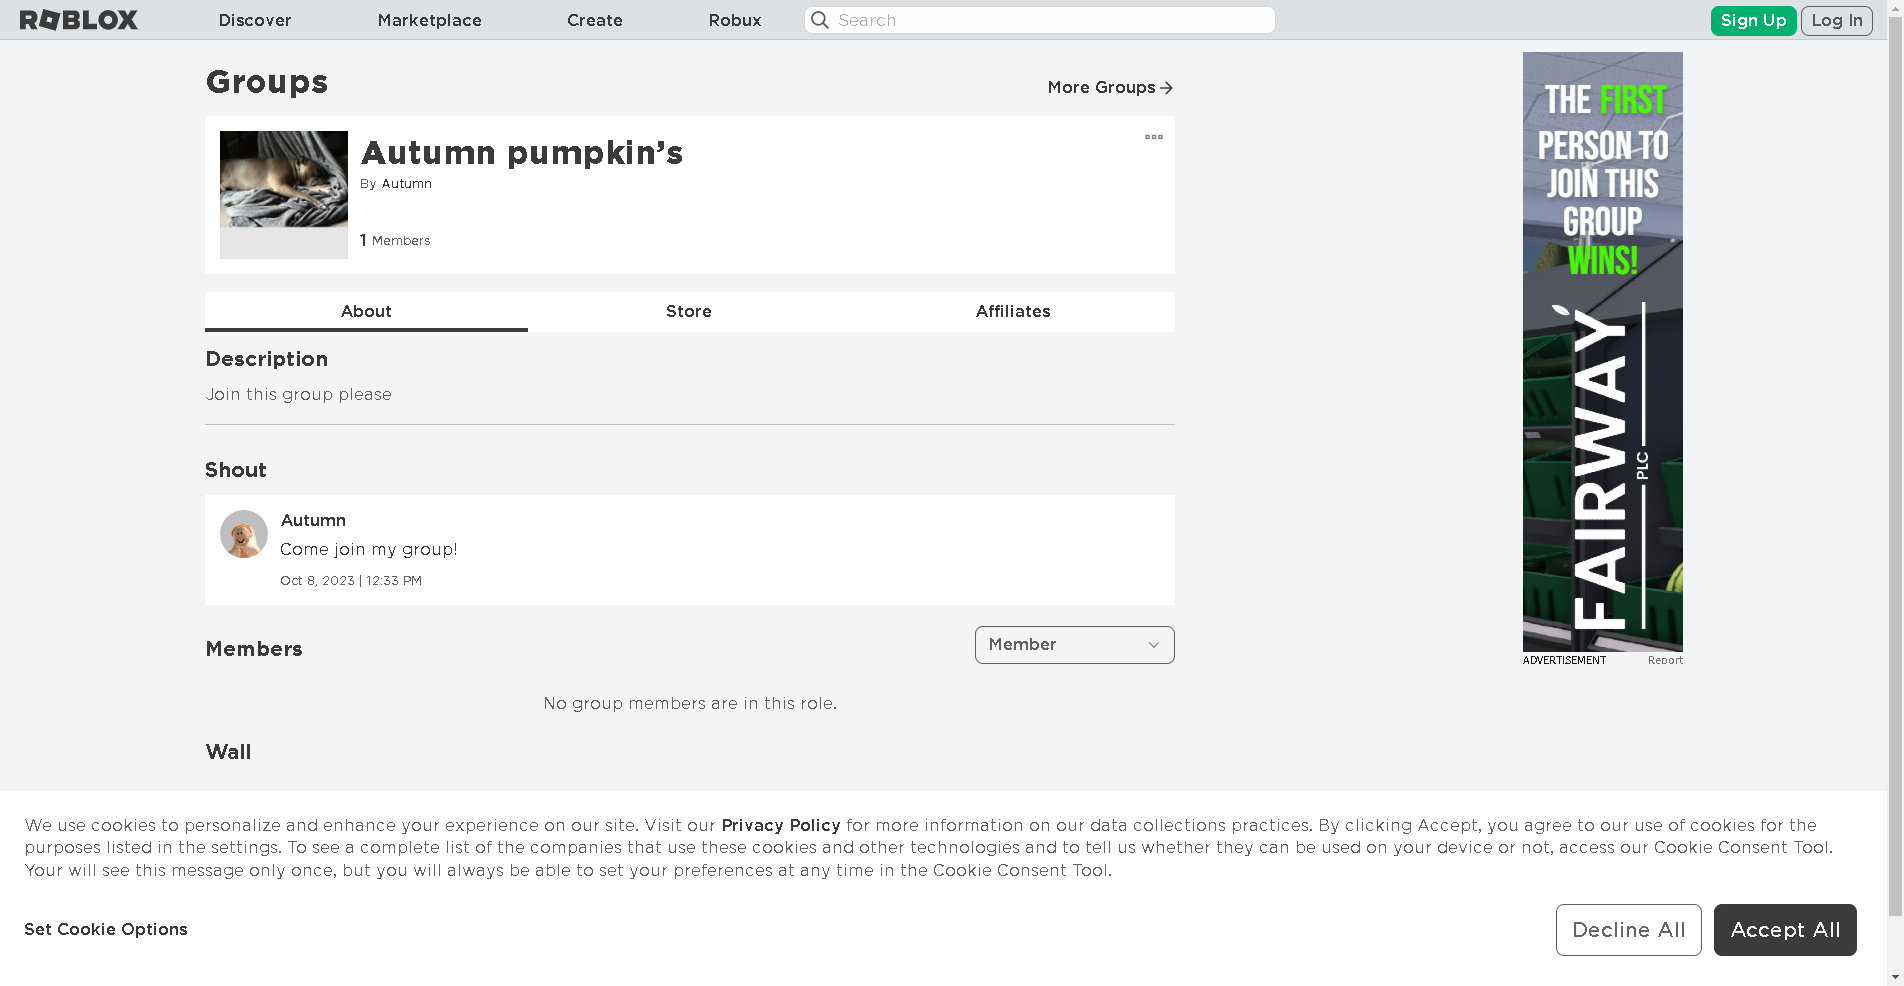 ROBLOX Discover Marketplace Create Robux Search Sign Up Log In
Groups
More Groups
Autumn pumpkin's
By Autumn
1 Members
About Store Affiliates
Description
Join this group please
Shout
Autumn
Come join my group!
Oct 8, 2023 | 12:33 PM
Members
Member
No group members are in this role.
Wall
THE FIRST
PERSON TO
JOIN THIS
GROUP
WINS!
FAIRWAY
PLC
ADVERTISEMENT Report
We use cookies to personalize and enhance your experience on our site. Visit our Privacy Policy for more information on our data collections practices. By clicking Accept, you agree to our use of cookies for the
purposes listed in the settings. To see a complete list of the companies that use these cookies and other technologies and to tell us whether they can be used on your device or not, access our Cookie Consent Tool.
Your will see this message only once, but you will always be able to set your preferences at any time in the Cookie Consent Tool.
Set Cookie Options
Decline All Accept All